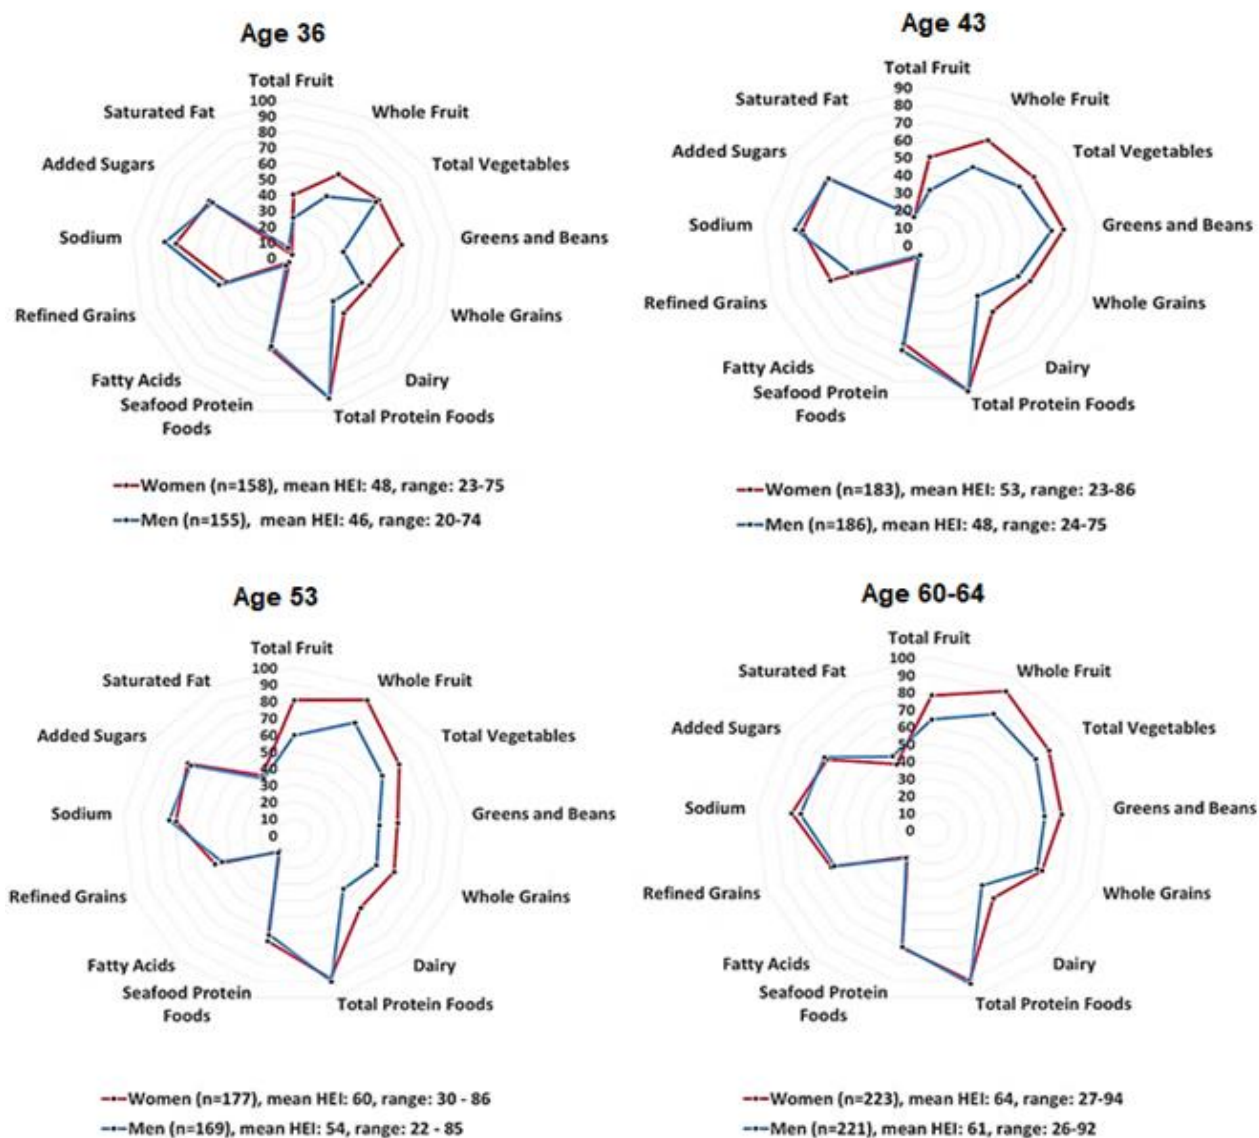 Age 36
Total Fruit
100
90
80
70
60
50
40
30
20
10
0
Whole Fruit
Total Vegetables
Greens and Beans
Whole Grains
Dairy
Total Protein Foods
Seafood Protein
Foods
Fatty Acids
Refined Grains
Sodium
Added Sugars
Saturated Fat
Women (n=158), mean HEI: 48, range: 23-75
Men (n=155), mean HEI: 46, range: 20-74
Age 43
Total Fruit
90
80
70
60
50
40
30
20
10
0
Whole Fruit
Total Vegetables
Greens and Beans
Whole Grains
Dairy
Total Protein Foods
Seafood Protein
Foods
Fatty Acids
Refined Grains
Sodium
Added Sugars
Saturated Fat
Women (n=183), mean HEI: 53, range: 23-86
Men (n=186), mean HEI: 48, range: 24-75
Age 53
Total Fruit
100
90
80
70
60
50
40
30
20
10
0
Whole Fruit
Total Vegetables
Greens and Beans
Whole Grains
Dairy
Total Protein Foods
Seafood Protein
Foods
Fatty Acids
Refined Grains
Sodium
Added Sugars
Saturated Fat
Women (n=177), mean HEI: 60, range: 30 - 86
Men (n=169), mean HEI: 54, range: 22 - 85
Age 60-64
Total Fruit
100
90
80
70
60
50
40
30
20
10
0
Whole Fruit
Total Vegetables
Greens and Beans
Whole Grains
Dairy
Total Protein Foods
Seafood Protein
Foods
Fatty Acids
Refined Grains
Sodium
Added Sugars
Saturated Fat
Women (n=223), mean HEI: 64, range: 27-94
Men (n=221), mean HEI: 61, range: 26-92